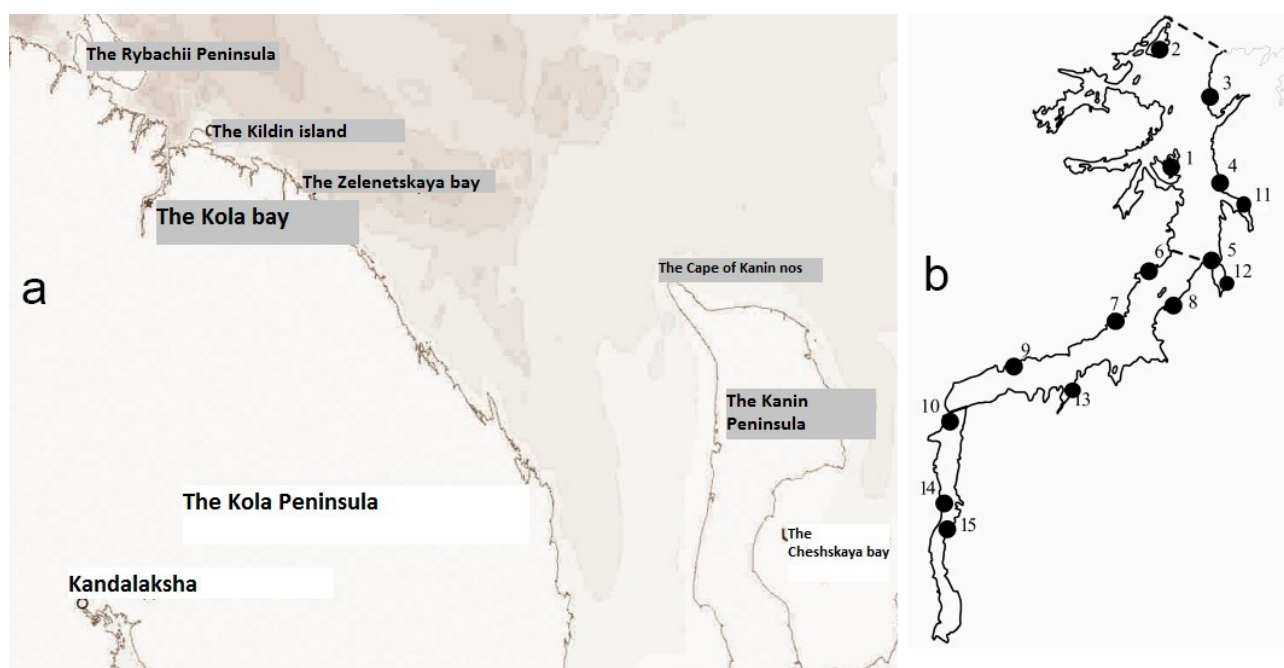 The Rybachii Peninsula
The Kildin island
The Zelenetskaya bay
The Kola bay
The Cape of Kanin nos
a
The Kanin
Peninsula
The Kola Peninsula
The
Cheshskaya bay
Kandalaksha
2
3
1
4
11
6
5
b
12
7
8
9
13
10
14
15